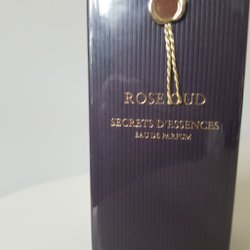 ROSE OUD
SECRETS D'ESSENCES
EAU DE PARFUM